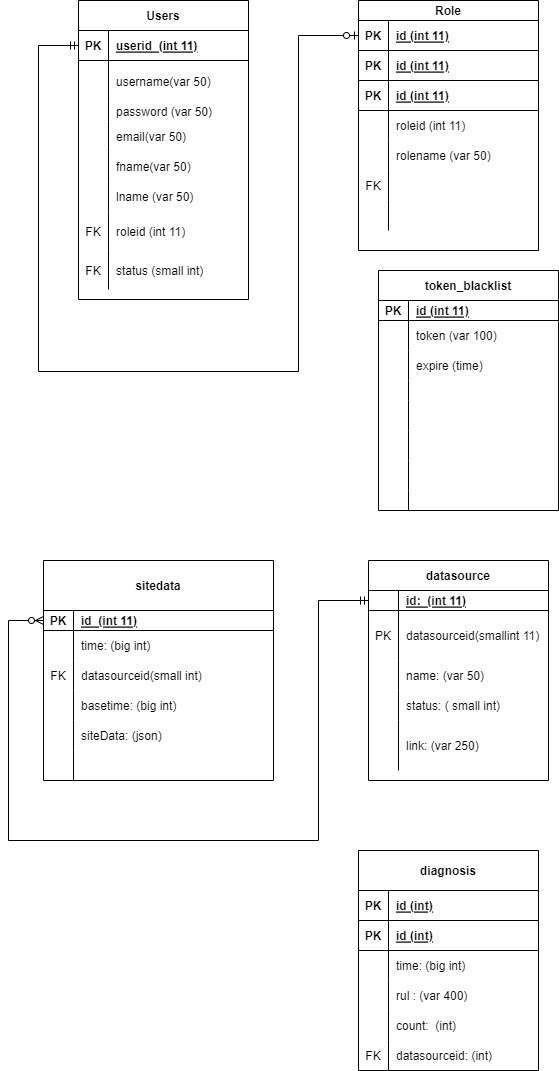 Users
PK userid (int 11)
username(var 50)
password (var 50)
email(var 50)
fname(var 50)
lname (var 50)
FK roleid (int 11)
FK status (small int)
Role
PK id (int 11)
PK id (int 11)
PK id (int 11)
roleid (int 11)
rolename (var 50)
FK
token_blacklist
PK id (int 11)
token (var 100)
expire (time)
sitedata
PK id (int 11)
time: (big int)
FK datasourceid(small int)
basetime: (big int)
siteData: (json)
datasource
id: (int 11)
PK datasourceid(smallint 11)
name: (var 50)
status: ( small int)
link: (var 250)
diagnosis
PK id (int)
PK id (int)
time: (big int)
rul : (var 400)
count: (int)
FK datasourceid: (int)